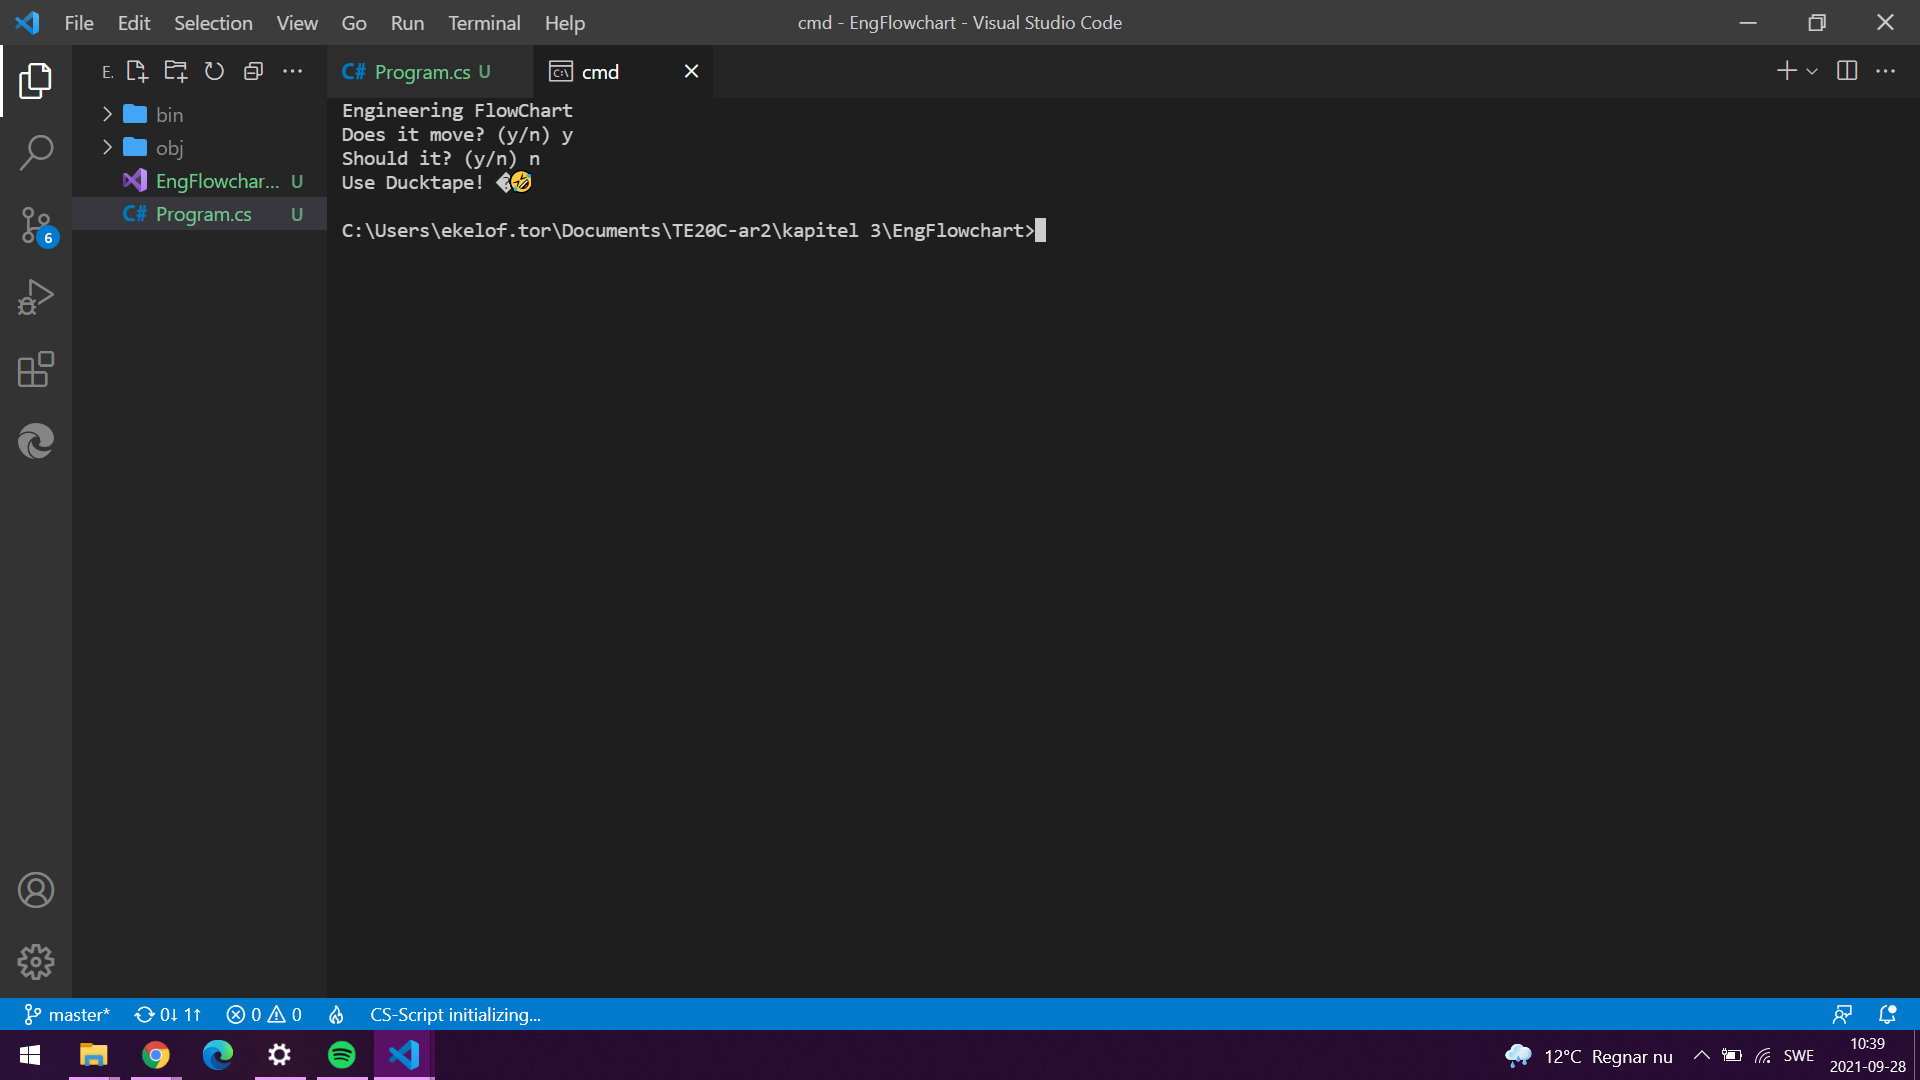 File Edit Selection View Go Run Terminal Help
cmd - EngFlowchart - Visual Studio Code
E.
C# Program.cs U
cmd
bin
obj
EngFlowchar... U
C# Program.cs U
6
Engineering FlowChart
Does it move? (y/n) y
Should it? (y/n) n
Use Ducktape! �🤣
C:\Users\ekelof.tor\Documents\TE20C-ar2\kapitel 3\EngFlowchart>
master* 0↓ 1↑ 0 0 CS-Script initializing...
12°C Regnar nu SWE
10:39
2021-09-28